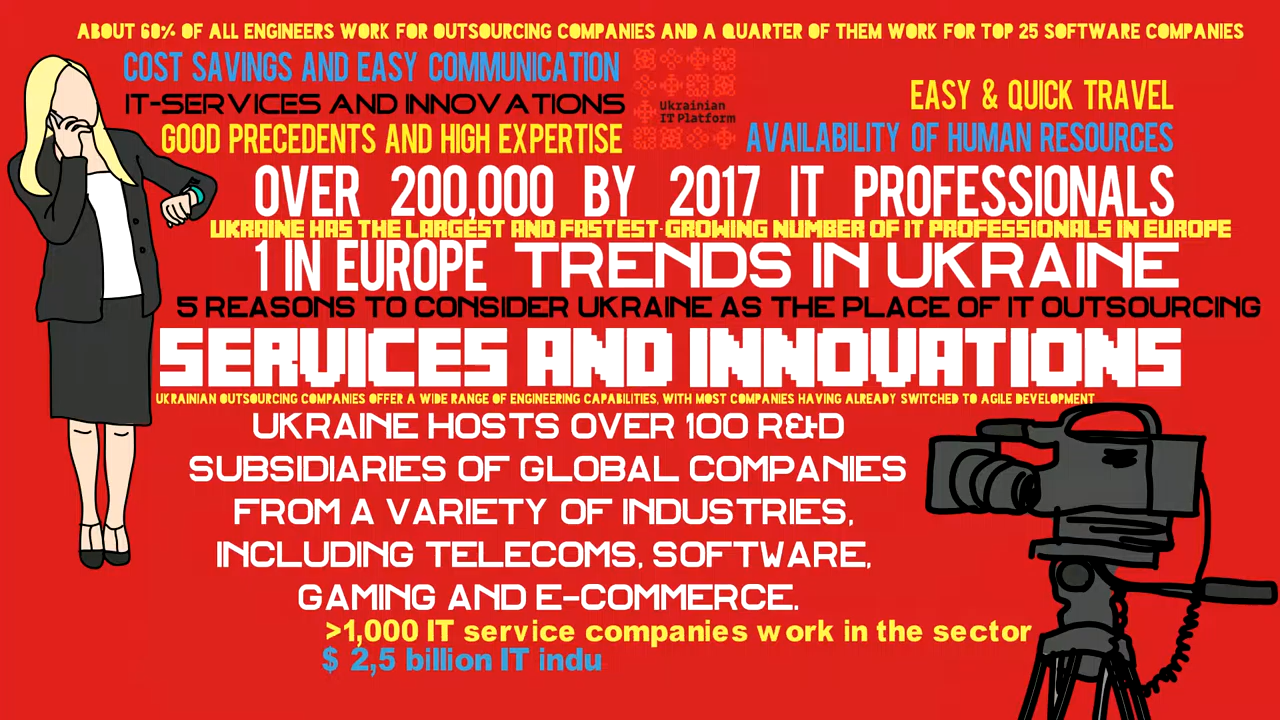 ABOUT 60% OF ALL ENGINEERS WORK FOR OUTSOURCING COMPANIES AND A QUARTER OF THEM WORK FOR TOP 25 SOFTWARE COMPANIES
COST SAVINGS AND EASY COMMUNICATION
IT-SERVICES AND INNOVATIONS
GOOD PRECEDENTS AND HIGH EXPERTISE
Ukrainian
IT Platform
EASY & QUICK TRAVEL
AVAILABILITY OF HUMAN RESOURCES
OVER 200,000 BY 2017 IT PROFESSIONALS
UKRAINE HAS THE LARGEST AND FASTEST-GROWING NUMBER OF IT PROFESSIONALS IN EUROPE
1 IN EUROPE TRENDS IN UKRAINE
5 REASONS TO CONSIDER UKRAINE AS THE PLACE OF IT OUTSOURCING
SERVICES AND INNOVATIONS
UKRAINIAN OUTSOURCING COMPANIES OFFER A WIDE RANGE OF ENGINEERING CAPABILITIES, WITH MOST COMPANIES HAVING ALREADY SWITCHED TO AGILE DEVELOPMENT
UKRAINE HOSTS OVER 100 R&D
SUBSIDIARIES OF GLOBAL COMPANIES
FROM A VARIETY OF INDUSTRIES,
INCLUDING TELECOMS, SOFTWARE,
GAMING AND E-COMMERCE.
>1,000 IT service companies work in the sector
$ 2,5 billion IT indu